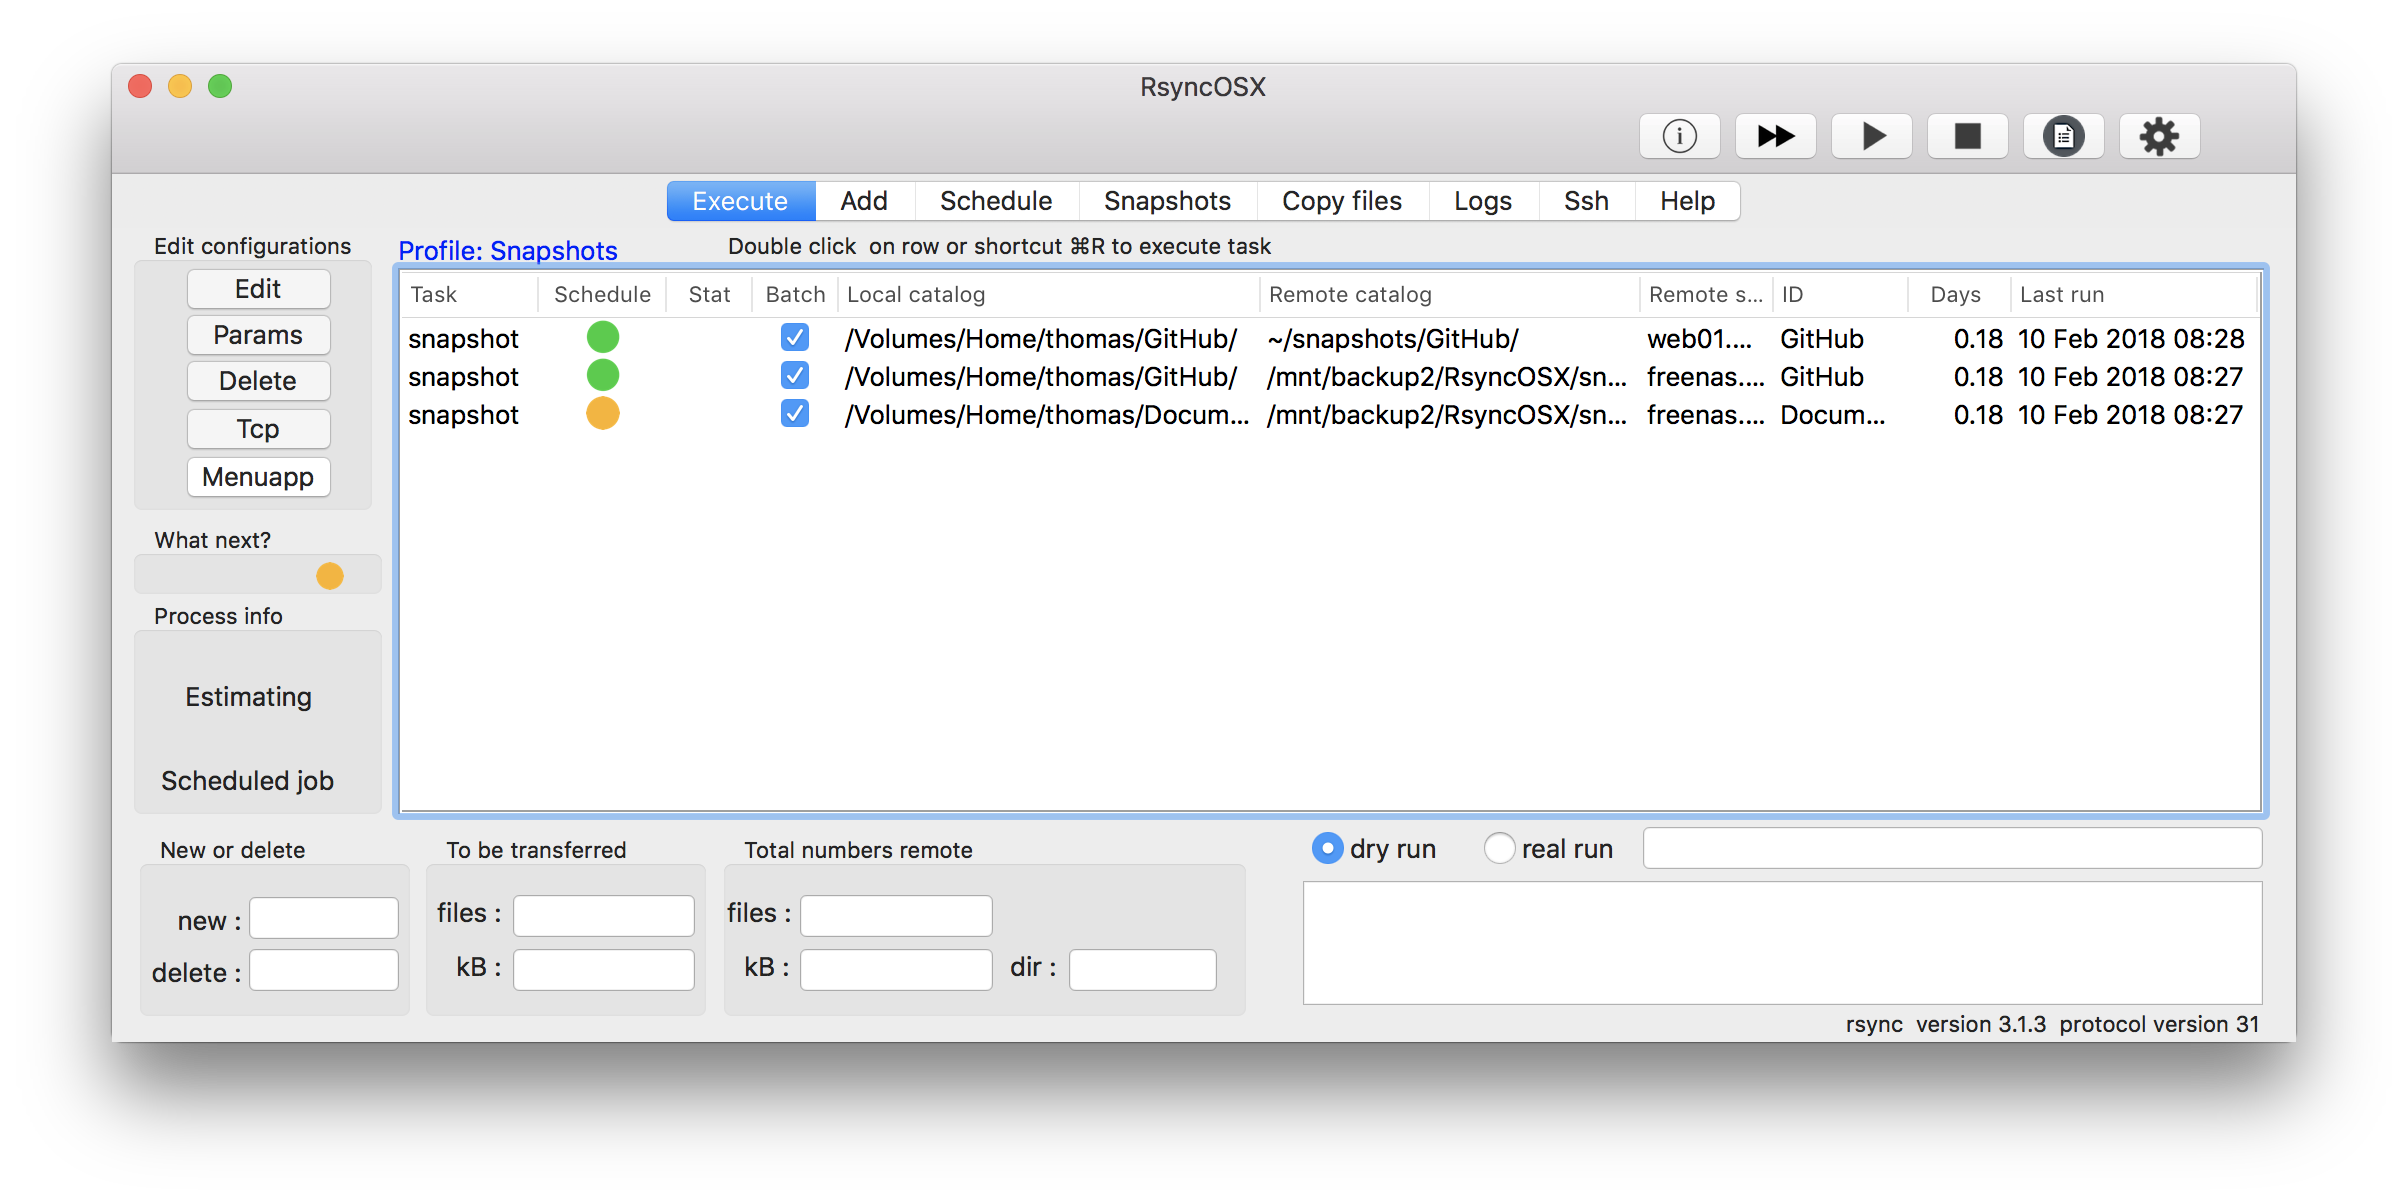 RsyncOSX
Execute Add Schedule Snapshots Copy files Logs Ssh Help
Edit configurations
Edit
Params
Delete
Tcp
Menuapp
What next?
Process info
Estimating
Scheduled job
Profile: Snapshots
Double click on row or shortcut ⌘R to execute task
Task Schedule Stat Batch Local catalog Remote catalog Remote s... ID Days Last run
snapshot /Volumes/Home/thomas/GitHub/ ~/snapshots/GitHub/ web01.... GitHub 0.18 10 Feb 2018 08:28
snapshot /Volumes/Home/thomas/GitHub/ /mnt/backup2/RsyncOSX/sn... freenas.... GitHub 0.18 10 Feb 2018 08:27
snapshot /Volumes/Home/thomas/Docum... /mnt/backup2/RsyncOSX/sn... freenas.... Docum... 0.18 10 Feb 2018 08:27
New or delete
new :
delete :
To be transferred
files :
kB :
Total numbers remote
files :
kB : dir :
dry run real run
rsync version 3.1.3 protocol version 31